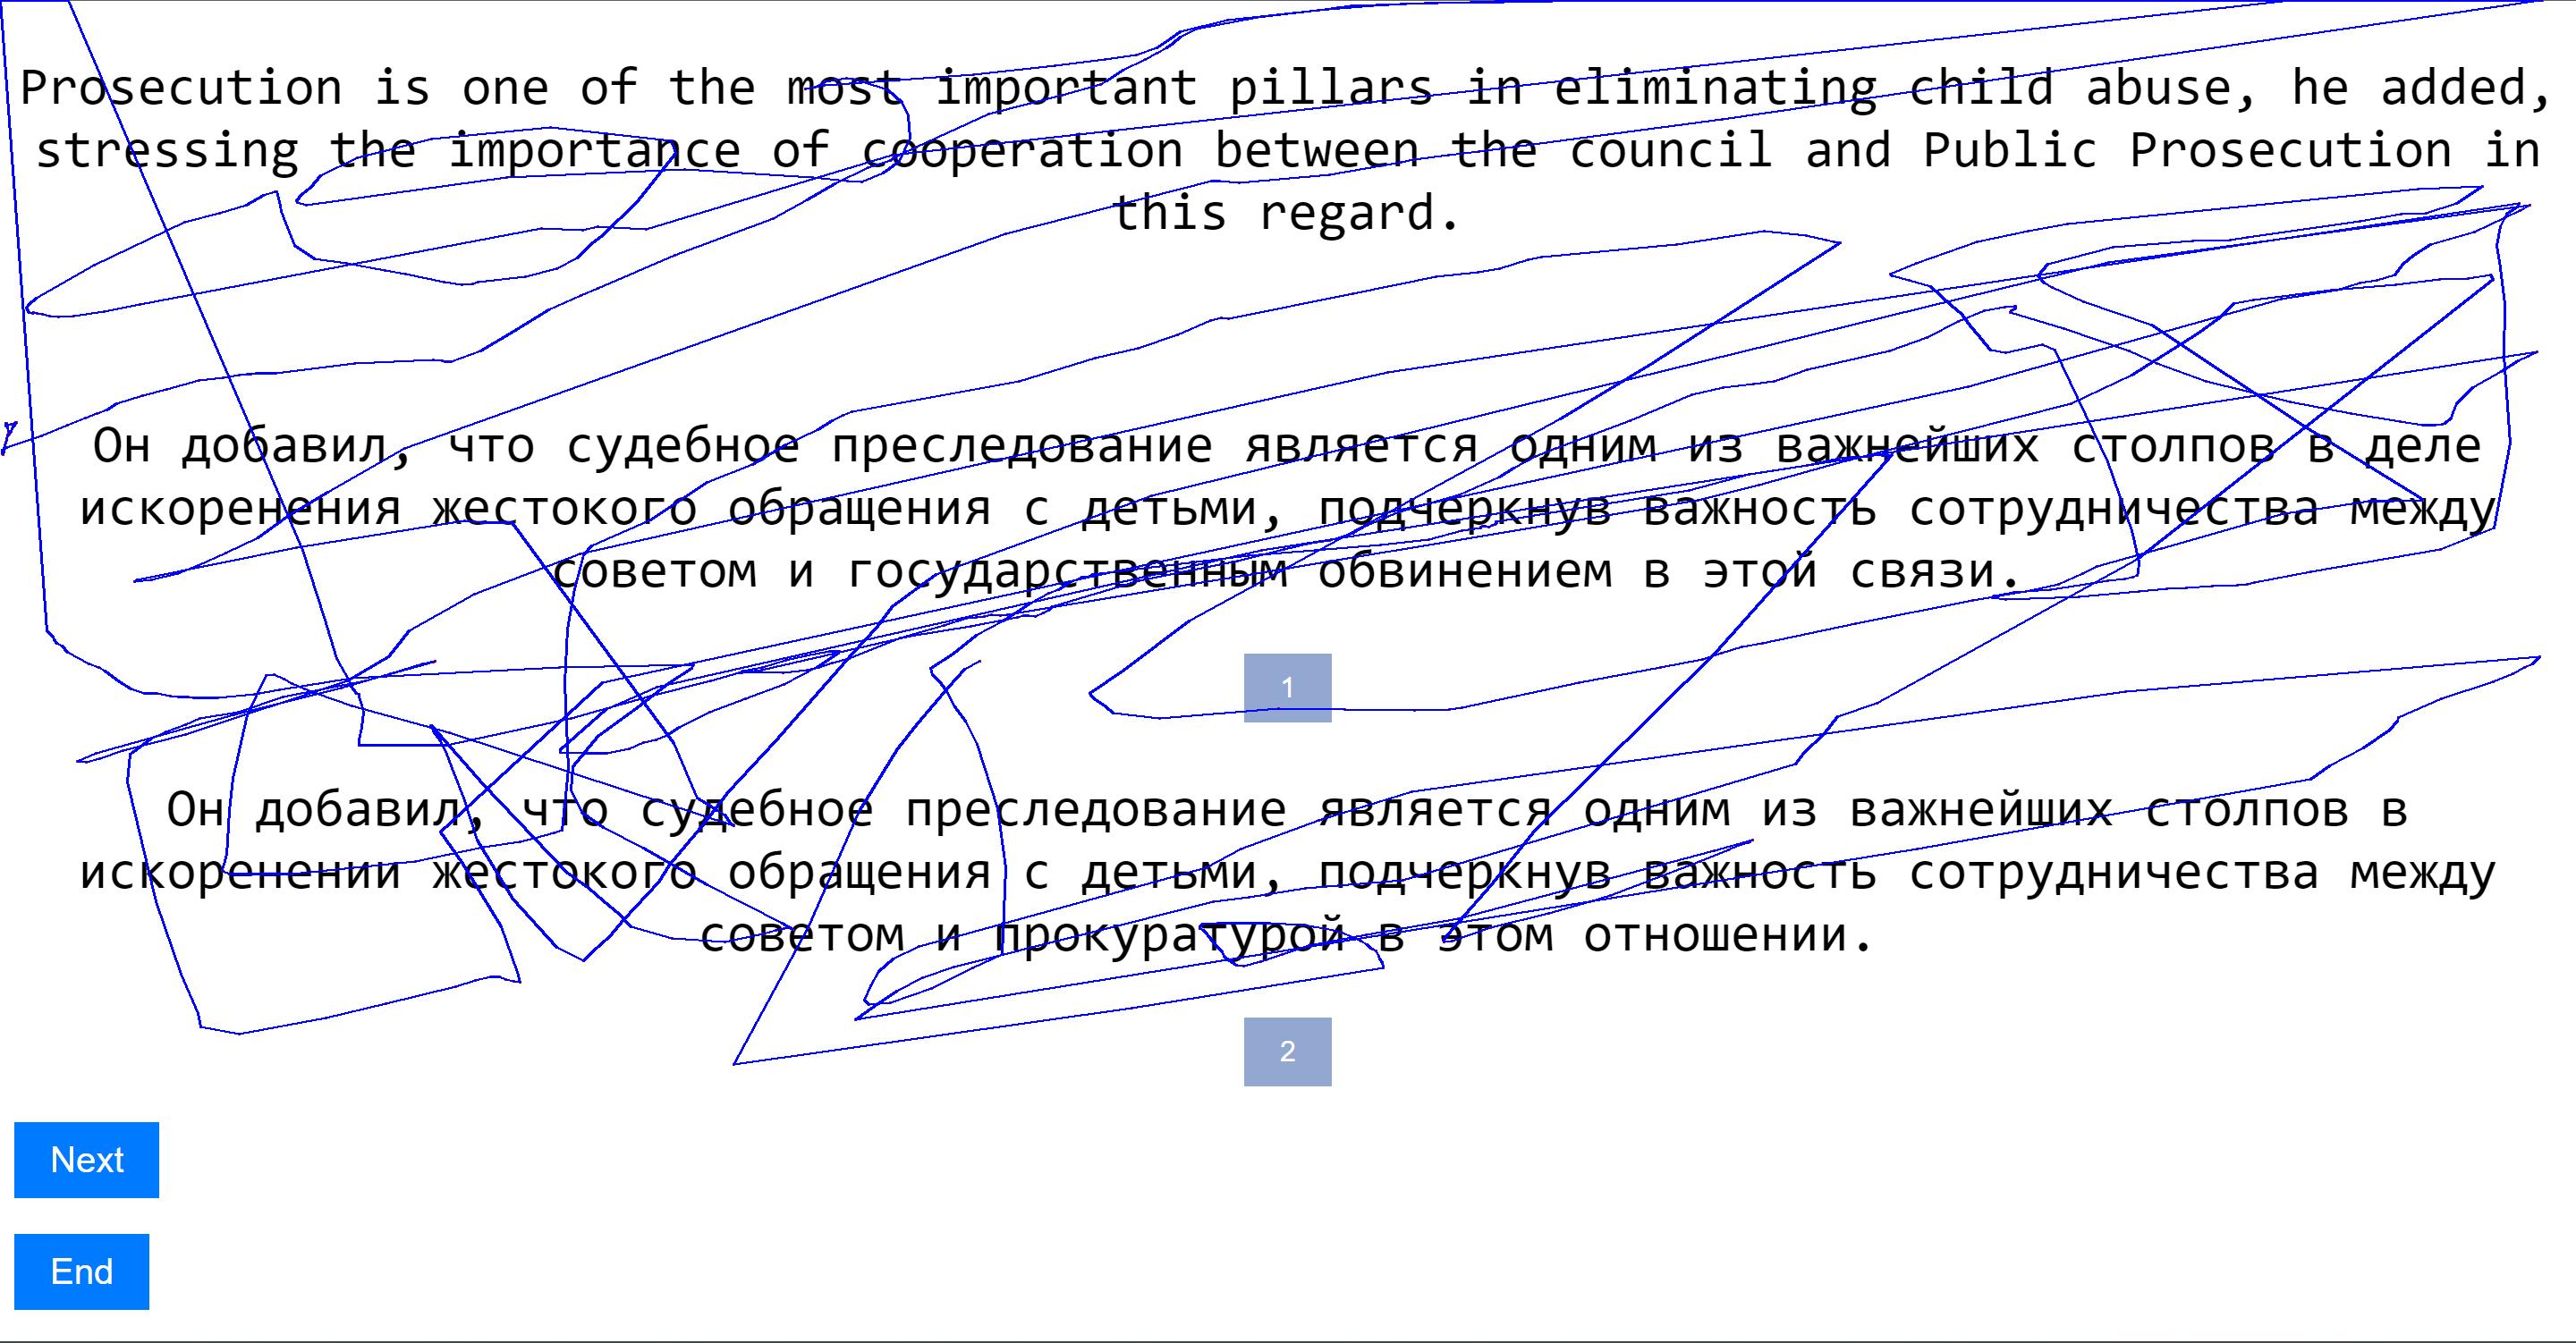 Prosecution is one of the most important pillars in eliminating child abuse, he added,
stressing the importance of cooperation between the council and Public Prosecution in
this regard.
Он добавил, что судебное преследование является одним из важнейших столпов в деле
искоренения жестокого обращения с детьми, подчеркнув важность сотрудничества между
советом и государственным обвинением в этой связи.
1
Он добавил, что судебное преследование является одним из важнейших столпов в
искоренении жестокого обращения с детьми, подчеркнув важность сотрудничества между
советом и прокуратурой в этом отношении.
2
Next
End